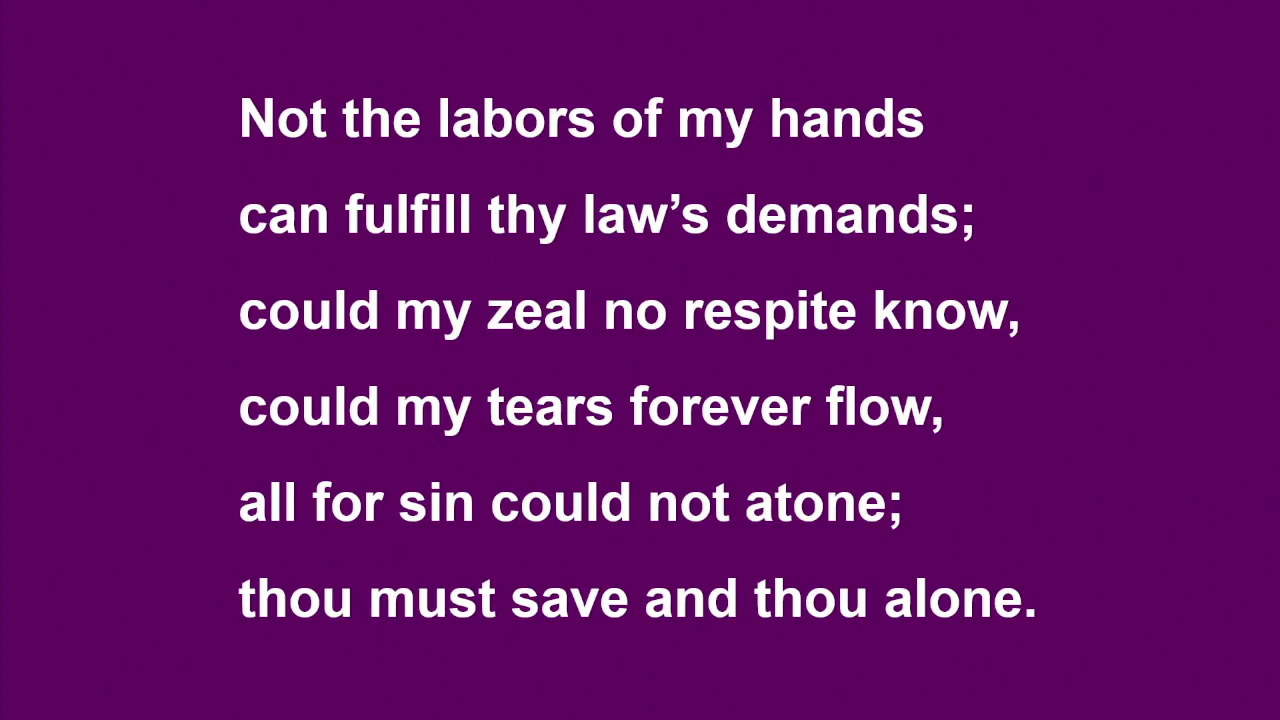 Not the labors of my hands
can fulfill thy law’s demands;
could my zeal no respite know,
could my tears forever flow,
all for sin could not atone;
thou must save and thou alone.